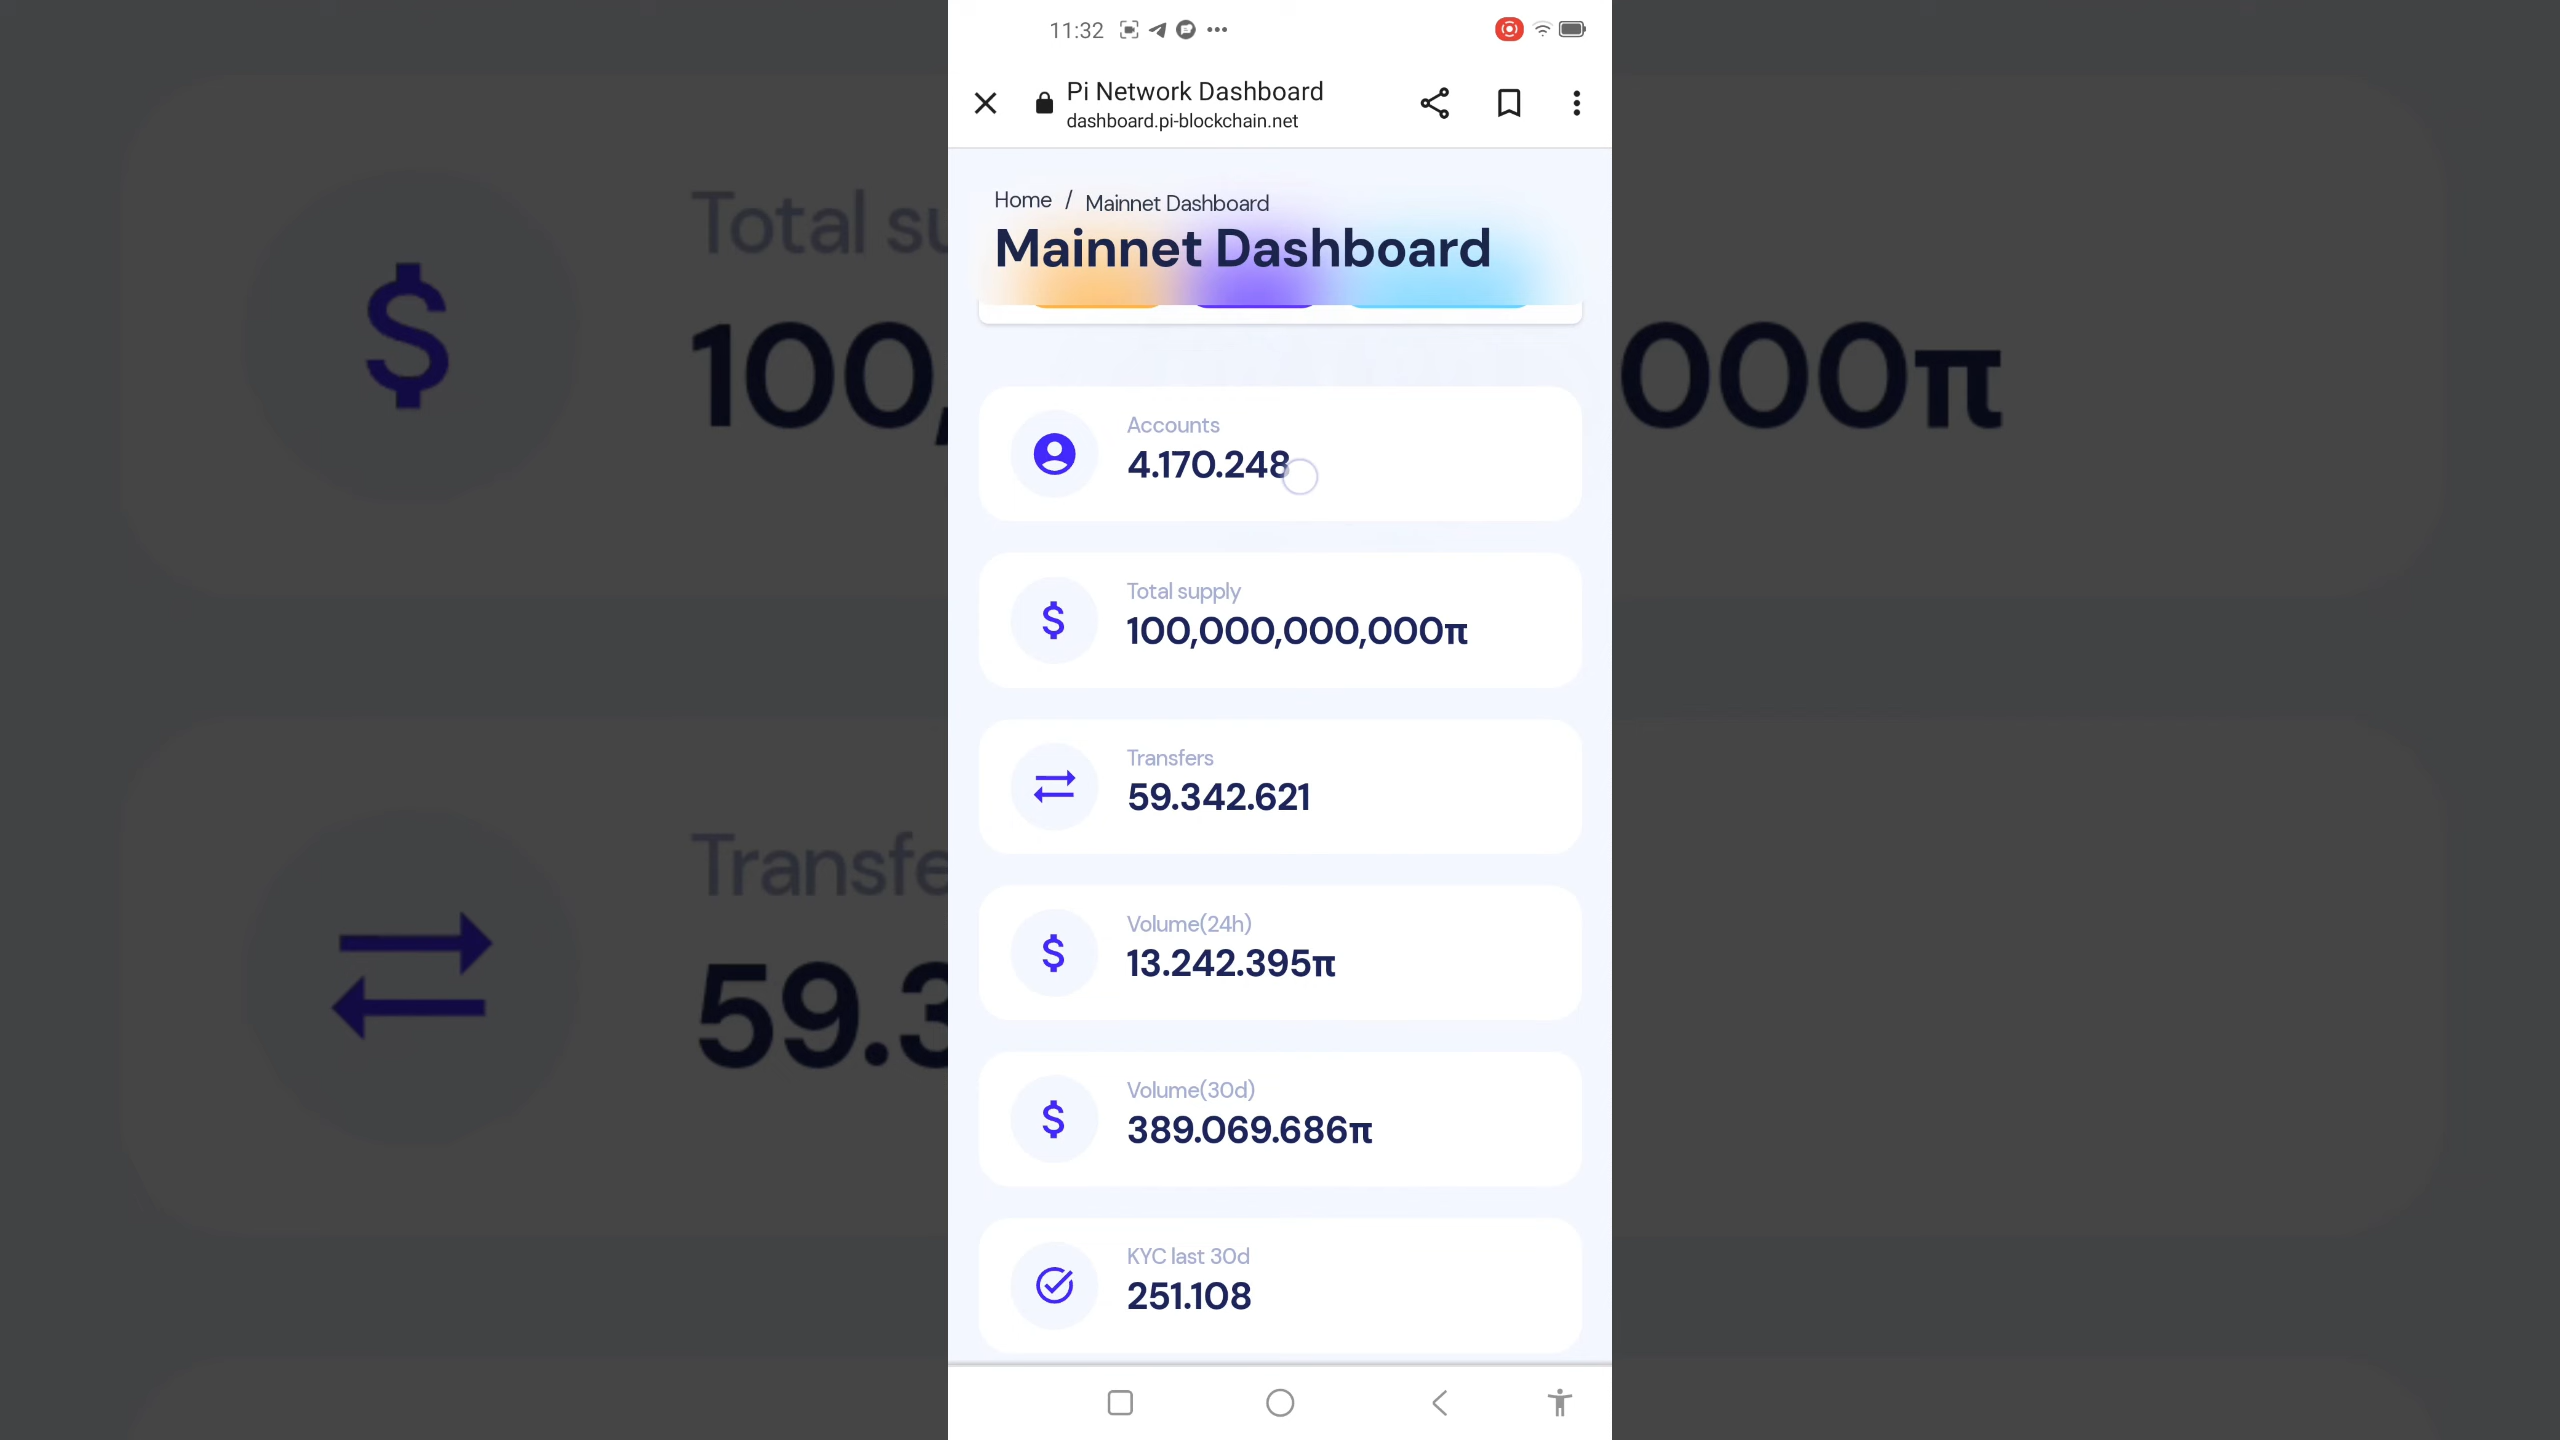 11:32
Pi Network Dashboard
dashboard.pi-blockchain.net
Home / Mainnet Dashboard
Mainnet Dashboard
Accounts
4.170.248
Total supply
100,000,000,000π
Transfers
59.342.621
Volume(24h)
13.242.395π
Volume(30d)
389.069.686π
KYC last 30d
251.108
Total su
100,
000π
Transfe
59.3